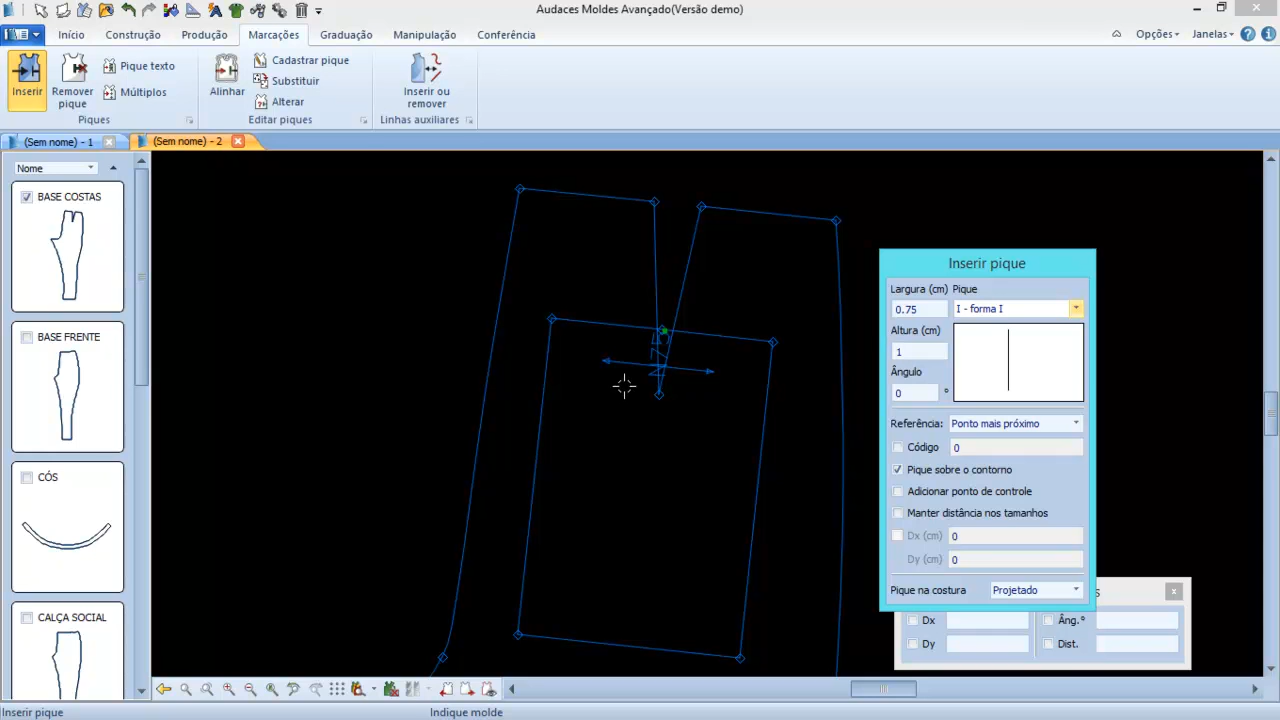 Audaces Moldes Avançado(Versão demo)
Início Construção Produção Marcações Graduação Manipulação Conferência Opções Janelas
Inserir
Remover pique
Pique texto
Múltiplos
Piques
Alinhar
Cadastrar pique
Substituir
Alterar
Editar piques
Inserir ou remover
Linhas auxiliares
(Sem nome) - 1
(Sem nome) - 2
Nome
BASE COSTAS
BASE FRENTE
CÓS
CALÇA SOCIAL
Inserir pique
Largura (cm) Pique
0.75 I - forma I
Altura (cm)
1
Ângulo
0 º
Referência: Ponto mais próximo
Código 0
Pique sobre o contorno
Adicionar ponto de controle
Manter distância nos tamanhos
Dx (cm) 0
Dy (cm) 0
Pique na costura Projetado
Dx Âng.º
Dy Dist.
Inserir pique Indique molde